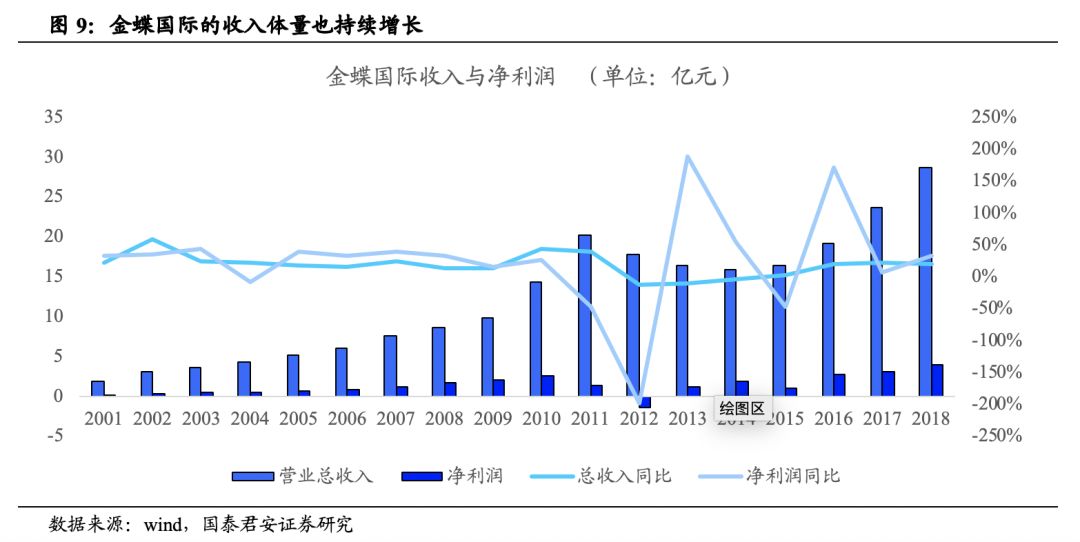 图 9：金蝶国际的收入体量也持续增长
金蝶国际收入与净利润 （单位：亿元）
35 250%
30 200%
25 150%
20 100%
15 50%
10 0%
5 -50%
0 -100%
-5 -150%
-200%
-250%
2001 2002 2003 2004 2005 2006 2007 2008 2009 2010 2011 2012 2013 2014 2015 2016 2017 2018
绘图区
营业总收入 净利润 总收入同比 净利润同比
数据来源：wind，国泰君安证券研究